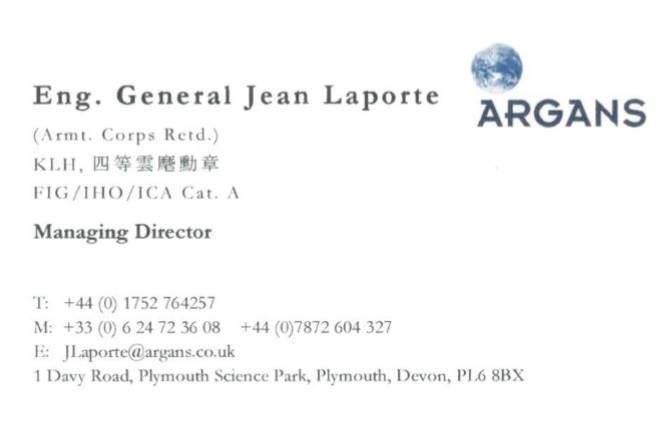 ARGANS
Eng. General Jean Laporte
(Armt. Corps Retd.)
KLH, 四等雲麾勳章
FIG/IHO/ICA Cat. A
Managing Director
T: +44 (0) 1752 764257
M: +33 (0) 6 24 72 36 08 +44 (0)7872 604 327
E: JLaporte@argans.co.uk
1 Davy Road, Plymouth Science Park, Plymouth, Devon, PL6 8BX